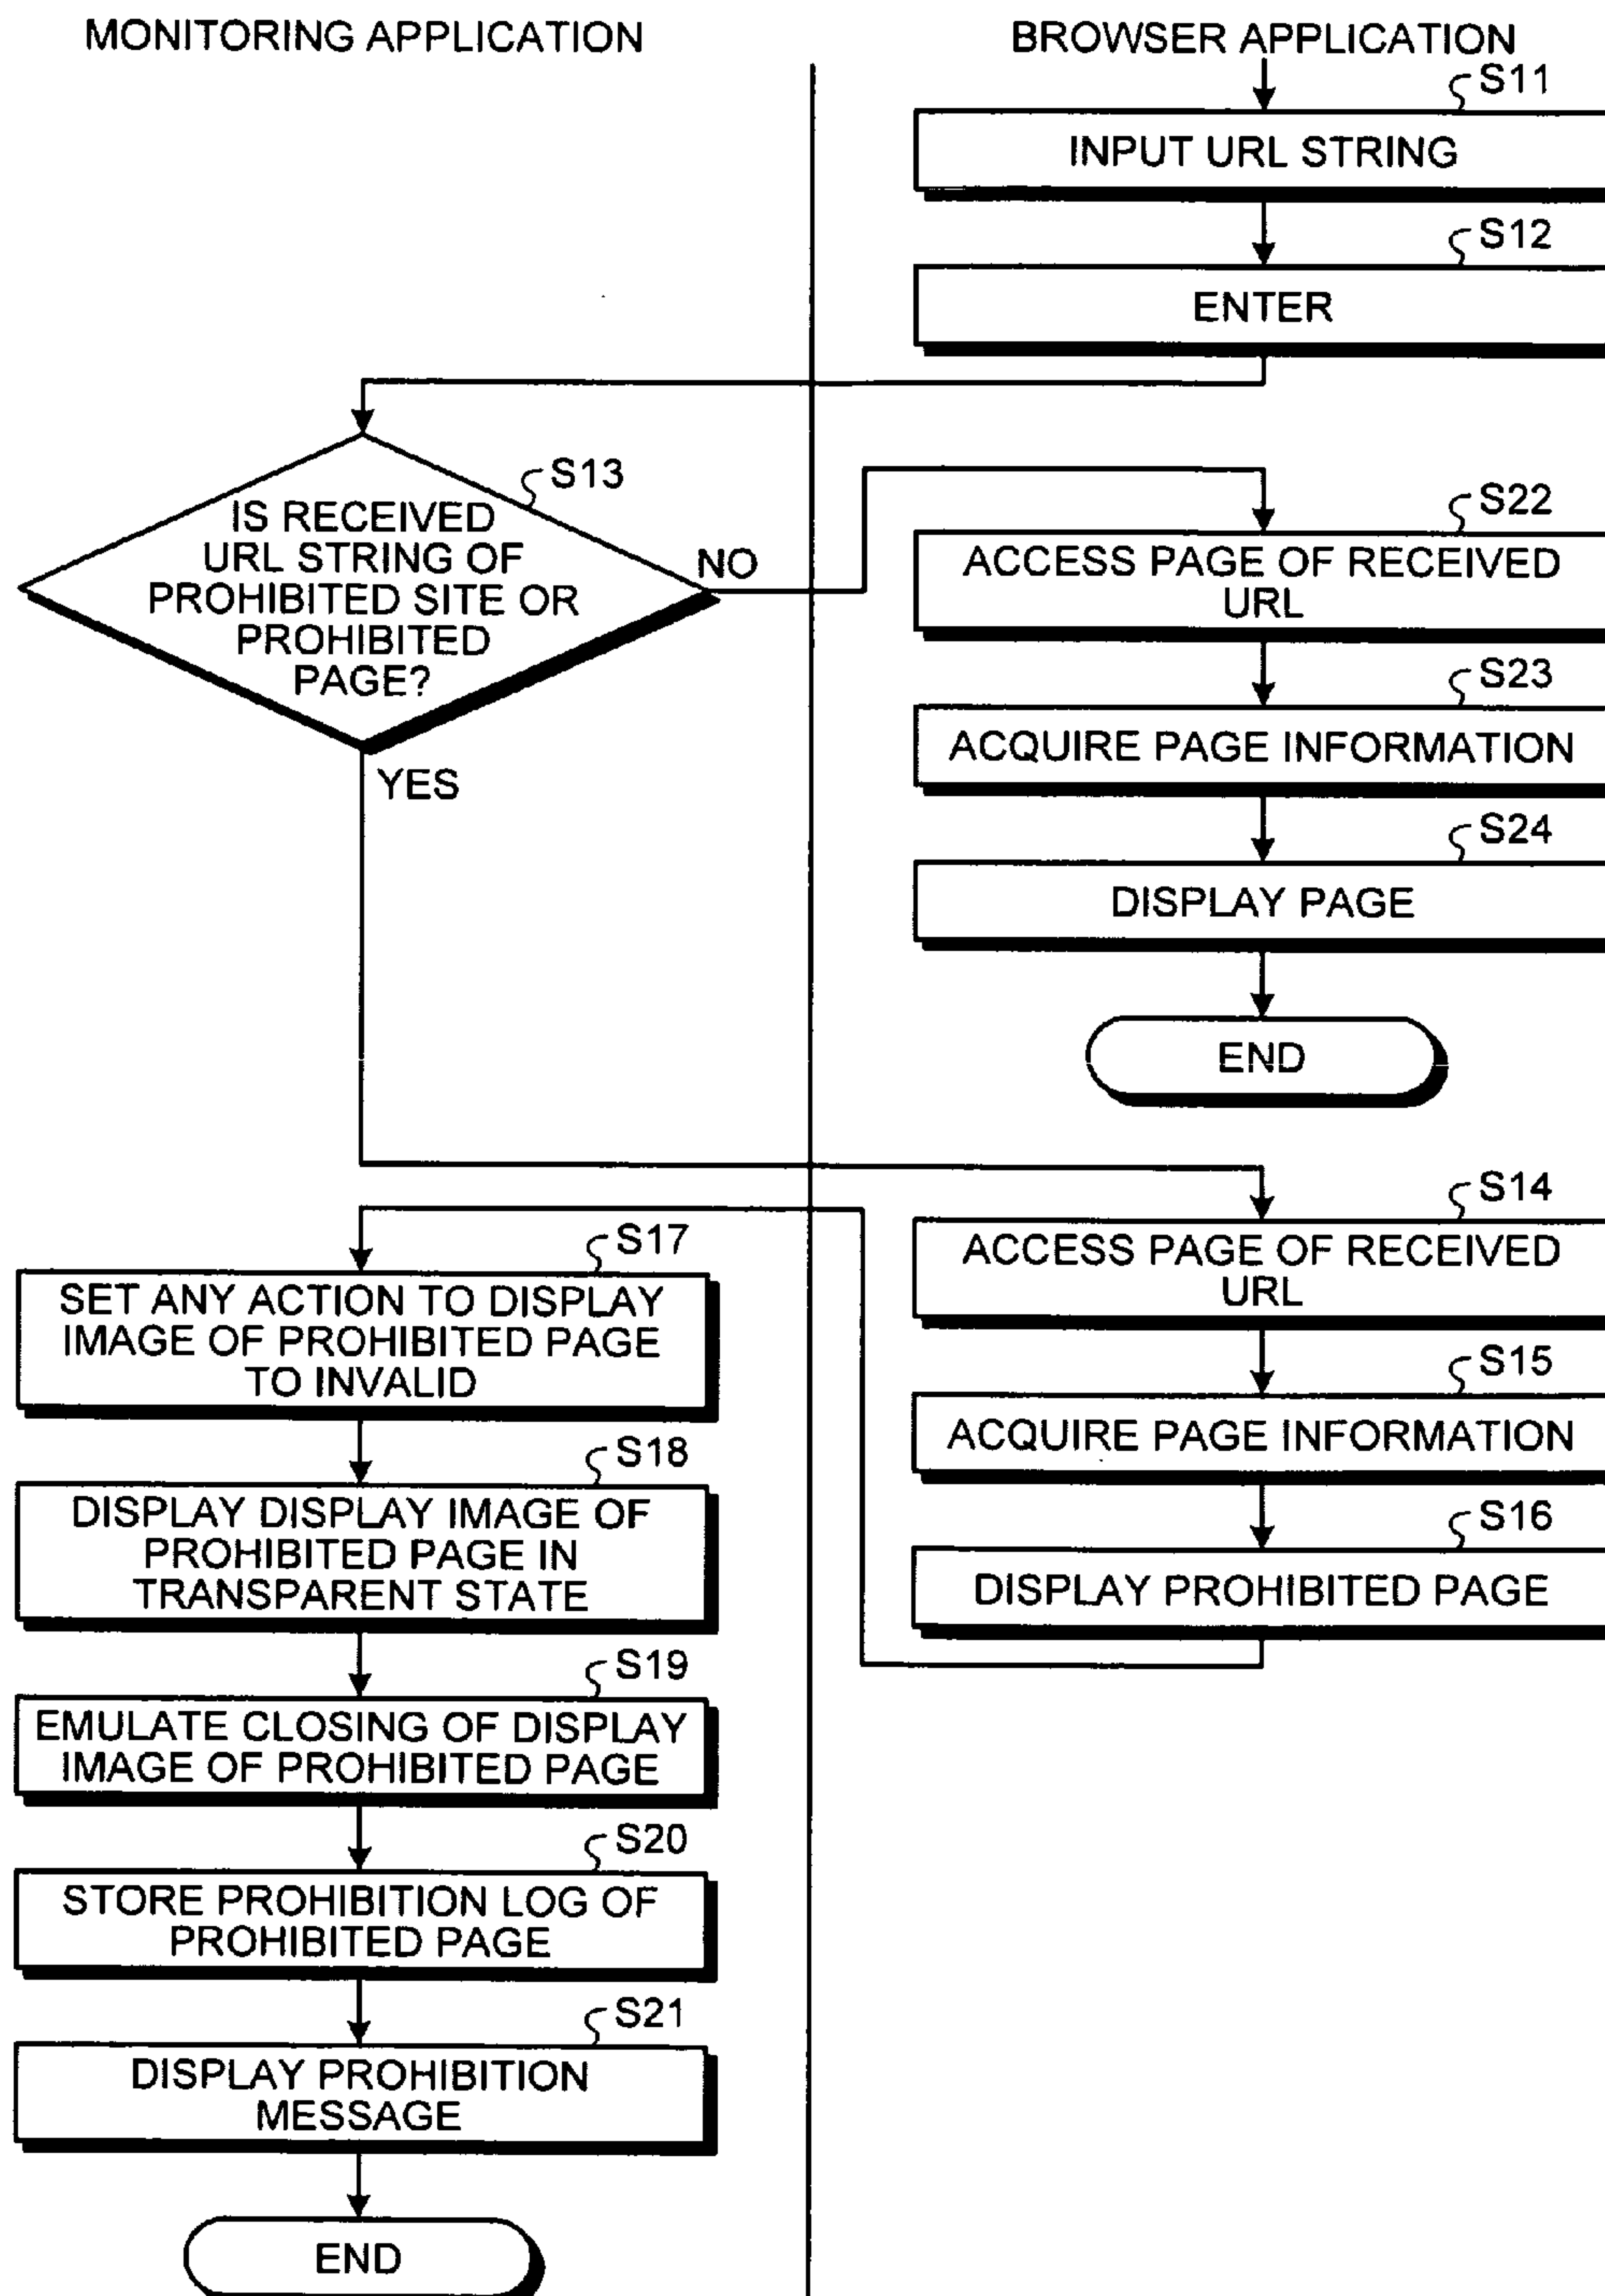 MONITORING APPLICATION
BROWSER APPLICATION
S11
INPUT URL STRING
S12
ENTER
S13
IS RECEIVED
URL STRING OF
PROHIBITED SITE OR
PROHIBITED
PAGE?
NO
YES
S22
ACCESS PAGE OF RECEIVED
URL
S23
ACQUIRE PAGE INFORMATION
S24
DISPLAY PAGE
END
S14
ACCESS PAGE OF RECEIVED
URL
S15
ACQUIRE PAGE INFORMATION
S16
DISPLAY PROHIBITED PAGE
S17
SET ANY ACTION TO DISPLAY
IMAGE OF PROHIBITED PAGE
TO INVALID
S18
DISPLAY DISPLAY IMAGE OF
PROHIBITED PAGE IN
TRANSPARENT STATE
S19
EMULATE CLOSING OF DISPLAY
IMAGE OF PROHIBITED PAGE
S20
STORE PROHIBITION LOG OF
PROHIBITED PAGE
S21
DISPLAY PROHIBITION
MESSAGE
END